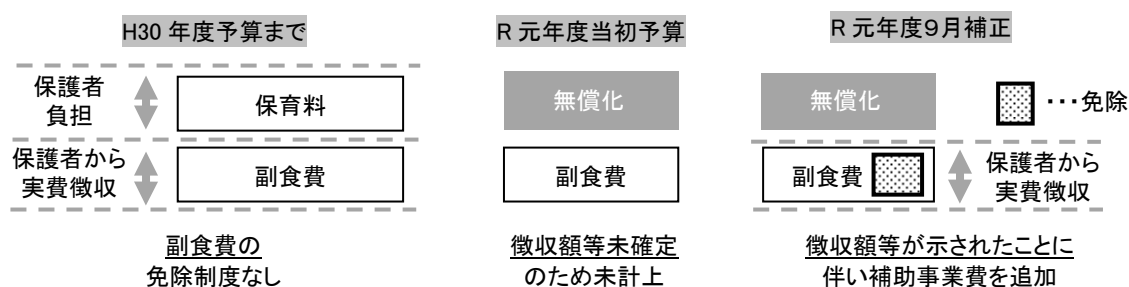 H30 年度予算まで
R 元年度当初予算
R 元年度９月補正
保護者
負担
保育料
無償化
無償化
・・・免除
保護者から
実費徴収
副食費
副食費
副食費
保護者から
実費徴収
副食費の
免除制度なし
徴収額等未確定
のため未計上
徴収額等が示されたことに
伴い補助事業費を追加